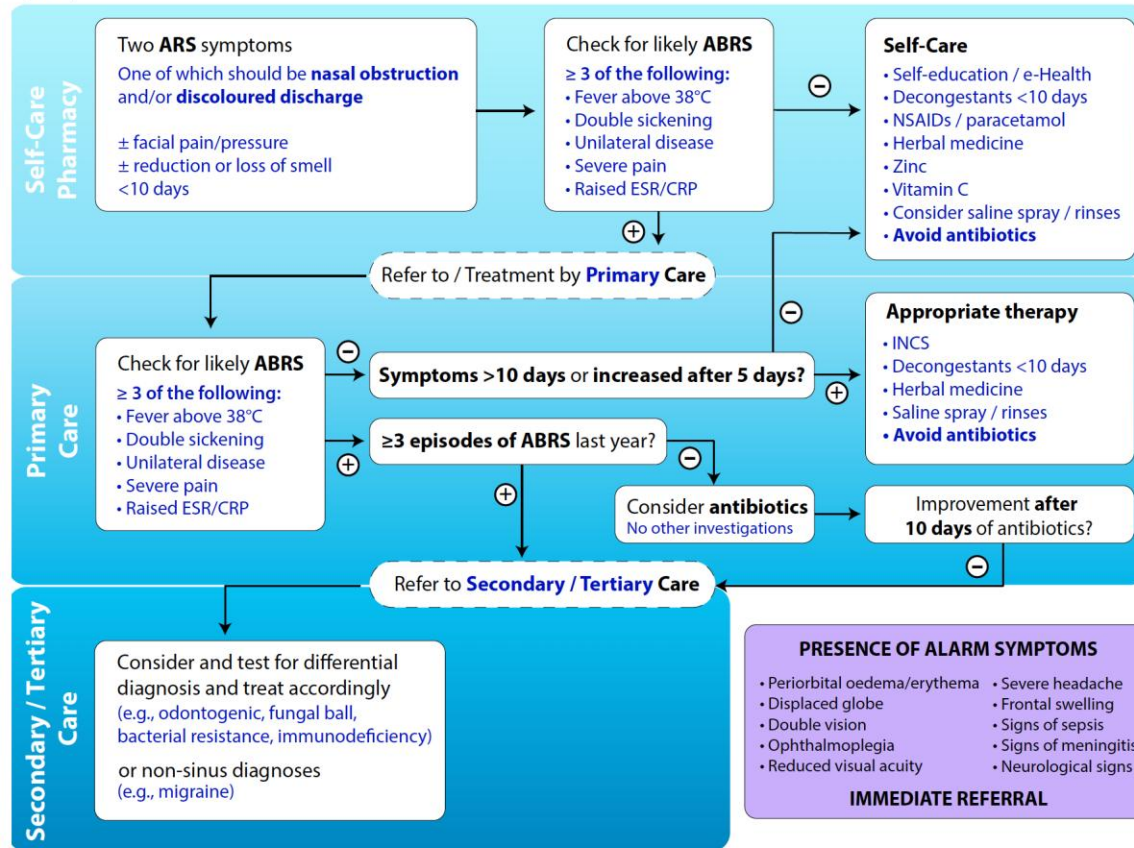 Self-Care
Pharmacy
Two ARS symptoms
One of which should be nasal obstruction
and/or discoloured discharge
± facial pain/pressure
± reduction or loss of smell
<10 days
Check for likely ABRS
≥ 3 of the following:
• Fever above 38°C
• Double sickening
• Unilateral disease
• Severe pain
• Raised ESR/CRP
−
+
Self-Care
• Self-education / e-Health
• Decongestants <10 days
• NSAIDs / paracetamol
• Herbal medicine
• Zinc
• Vitamin C
• Consider saline spray / rinses
• Avoid antibiotics
Refer to / Treatment by Primary Care
Primary
Care
Check for likely ABRS
≥ 3 of the following:
• Fever above 38°C
• Double sickening
• Unilateral disease
• Severe pain
• Raised ESR/CRP
−
+
Symptoms >10 days or increased after 5 days?
−
+
Appropriate therapy
• INCS
• Decongestants <10 days
• Herbal medicine
• Saline spray / rinses
• Avoid antibiotics
≥3 episodes of ABRS last year?
−
+
Consider antibiotics
No other investigations
Improvement after
10 days of antibiotics?
−
Refer to Secondary / Tertiary Care
Secondary / Tertiary
Care
Consider and test for differential
diagnosis and treat accordingly
(e.g., odontogenic, fungal ball,
bacterial resistance, immunodeficiency)
or non-sinus diagnoses
(e.g., migraine)
PRESENCE OF ALARM SYMPTOMS
• Periorbital oedema/erythema
• Displaced globe
• Double vision
• Ophthalmoplegia
• Reduced visual acuity
• Severe headache
• Frontal swelling
• Signs of sepsis
• Signs of meningitis
• Neurological signs
IMMEDIATE REFERRAL